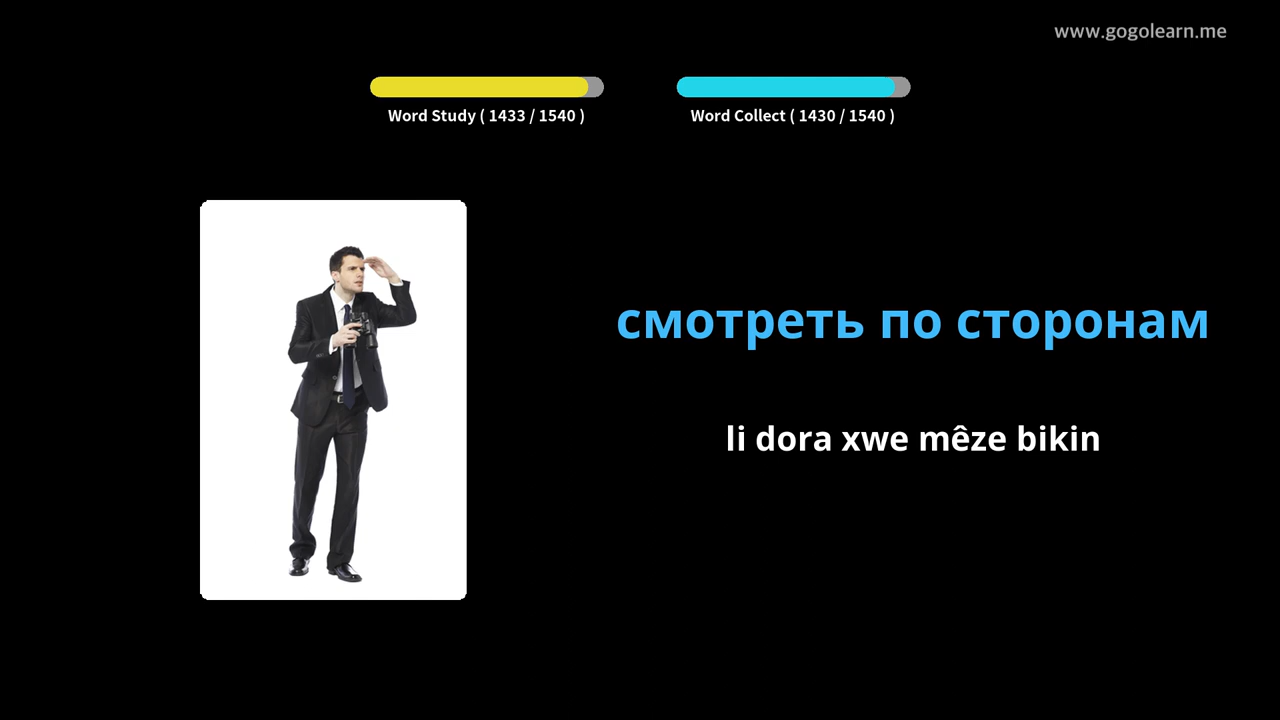 www.gogolearn.me
Word Study ( 1433 / 1540 )
Word Collect ( 1430 / 1540 )
смотреть по сторонам
li dora xwe mêze bikin